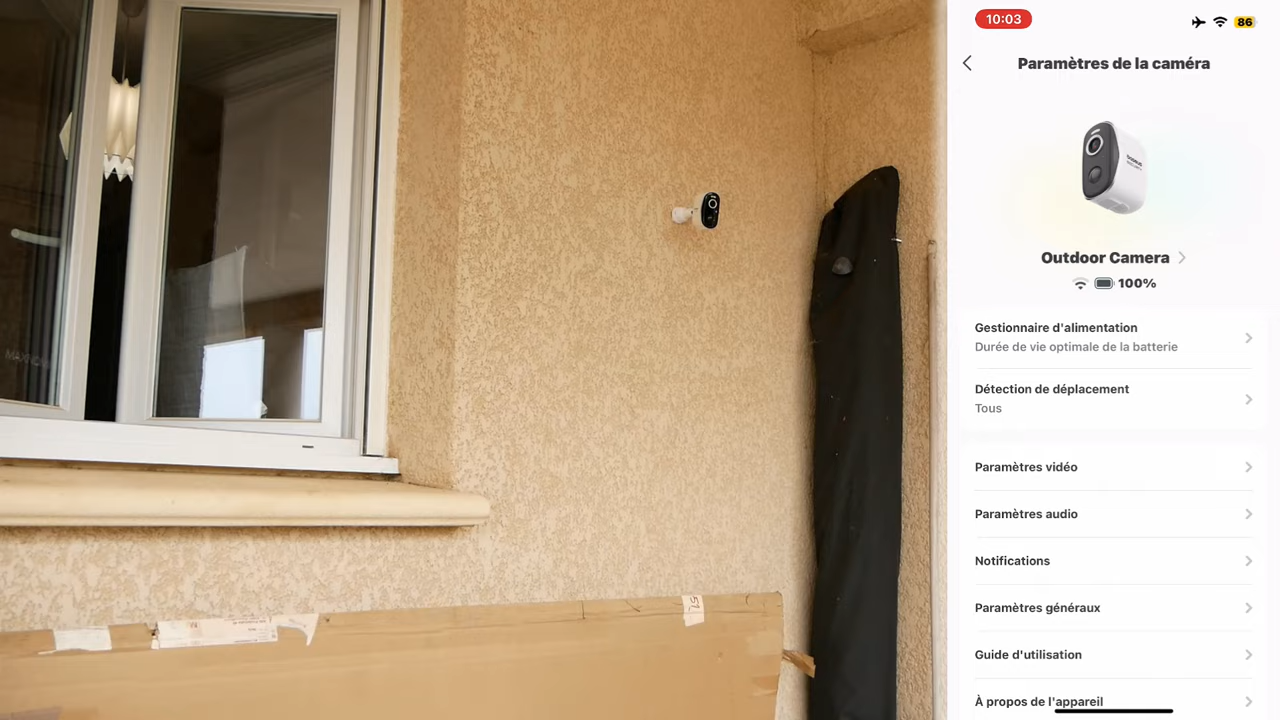 10:03
86
Paramètres de la caméra
Outdoor Camera
100%
Gestionnaire d'alimentation
Durée de vie optimale de la batterie
Détection de déplacement
Tous
Paramètres vidéo
Paramètres audio
Notifications
Paramètres généraux
Guide d'utilisation
À propos de l'appareil